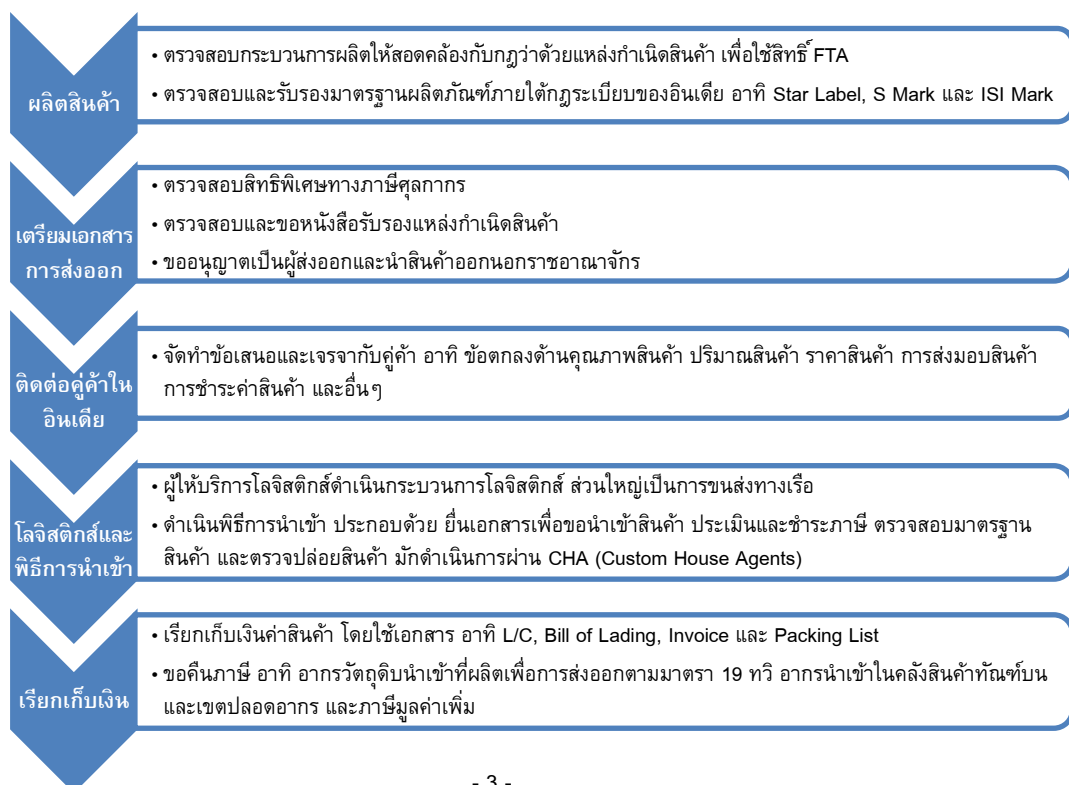 ผลิตสินค้า
• ตรวจสอบกระบวนการผลิตให้สอดคล้องกับกฎว่าด้วยแหล่งกำเนิดสินค้า เพื่อใช้สิทธิ์ FTA
• ตรวจสอบและรับรองมาตรฐานผลิตภัณฑ์ภายใต้กฎระเบียบของอินเดีย อาทิ Star Label, S Mark และ ISI Mark
เตรียมเอกสาร
การส่งออก
• ตรวจสอบสิทธิพิเศษทางภาษีศุลกากร
• ตรวจสอบและขอหนังสือรับรองแหล่งกำเนิดสินค้า
• ขออนุญาตเป็นผู้ส่งออกและนำสินค้าออกนอกราชอาณาจักร
ติดต่อคู่ค้าใน
อินเดีย
• จัดทำข้อเสนอและเจรจากับคู่ค้า อาทิ ข้อตกลงด้านคุณภาพสินค้า ปริมาณสินค้า ราคาสินค้า การส่งมอบสินค้า
การชำระค่าสินค้า และอื่นๆ
โลจิสติกส์และ
พิธีการนำเข้า
• ผู้ให้บริการโลจิสติกส์ดำเนินกระบวนการโลจิสติกส์ ส่วนใหญ่เป็นการขนส่งทางเรือ
• ดำเนินพิธีการนำเข้า ประกอบด้วย ยื่นเอกสารเพื่อขอนำเข้าสินค้า ประเมินและชำระภาษี ตรวจสอบมาตรฐาน
สินค้า และตรวจปล่อยสินค้า มักดำเนินการผ่าน CHA (Custom House Agents)
เรียกเก็บเงิน
• เรียกเก็บเงินค่าสินค้า โดยใช้เอกสาร อาทิ L/C, Bill of Lading, Invoice และ Packing List
• ขอคืนภาษี อาทิ อากรวัตถุดิบนำเข้าที่ผลิตเพื่อการส่งออกตามมาตรา 19 ทวิ อากรนำเข้าในคลังสินค้าทัณฑ์บน
และเขตปลอดอากร และภาษีมูลค่าเพิ่ม
- 3 -